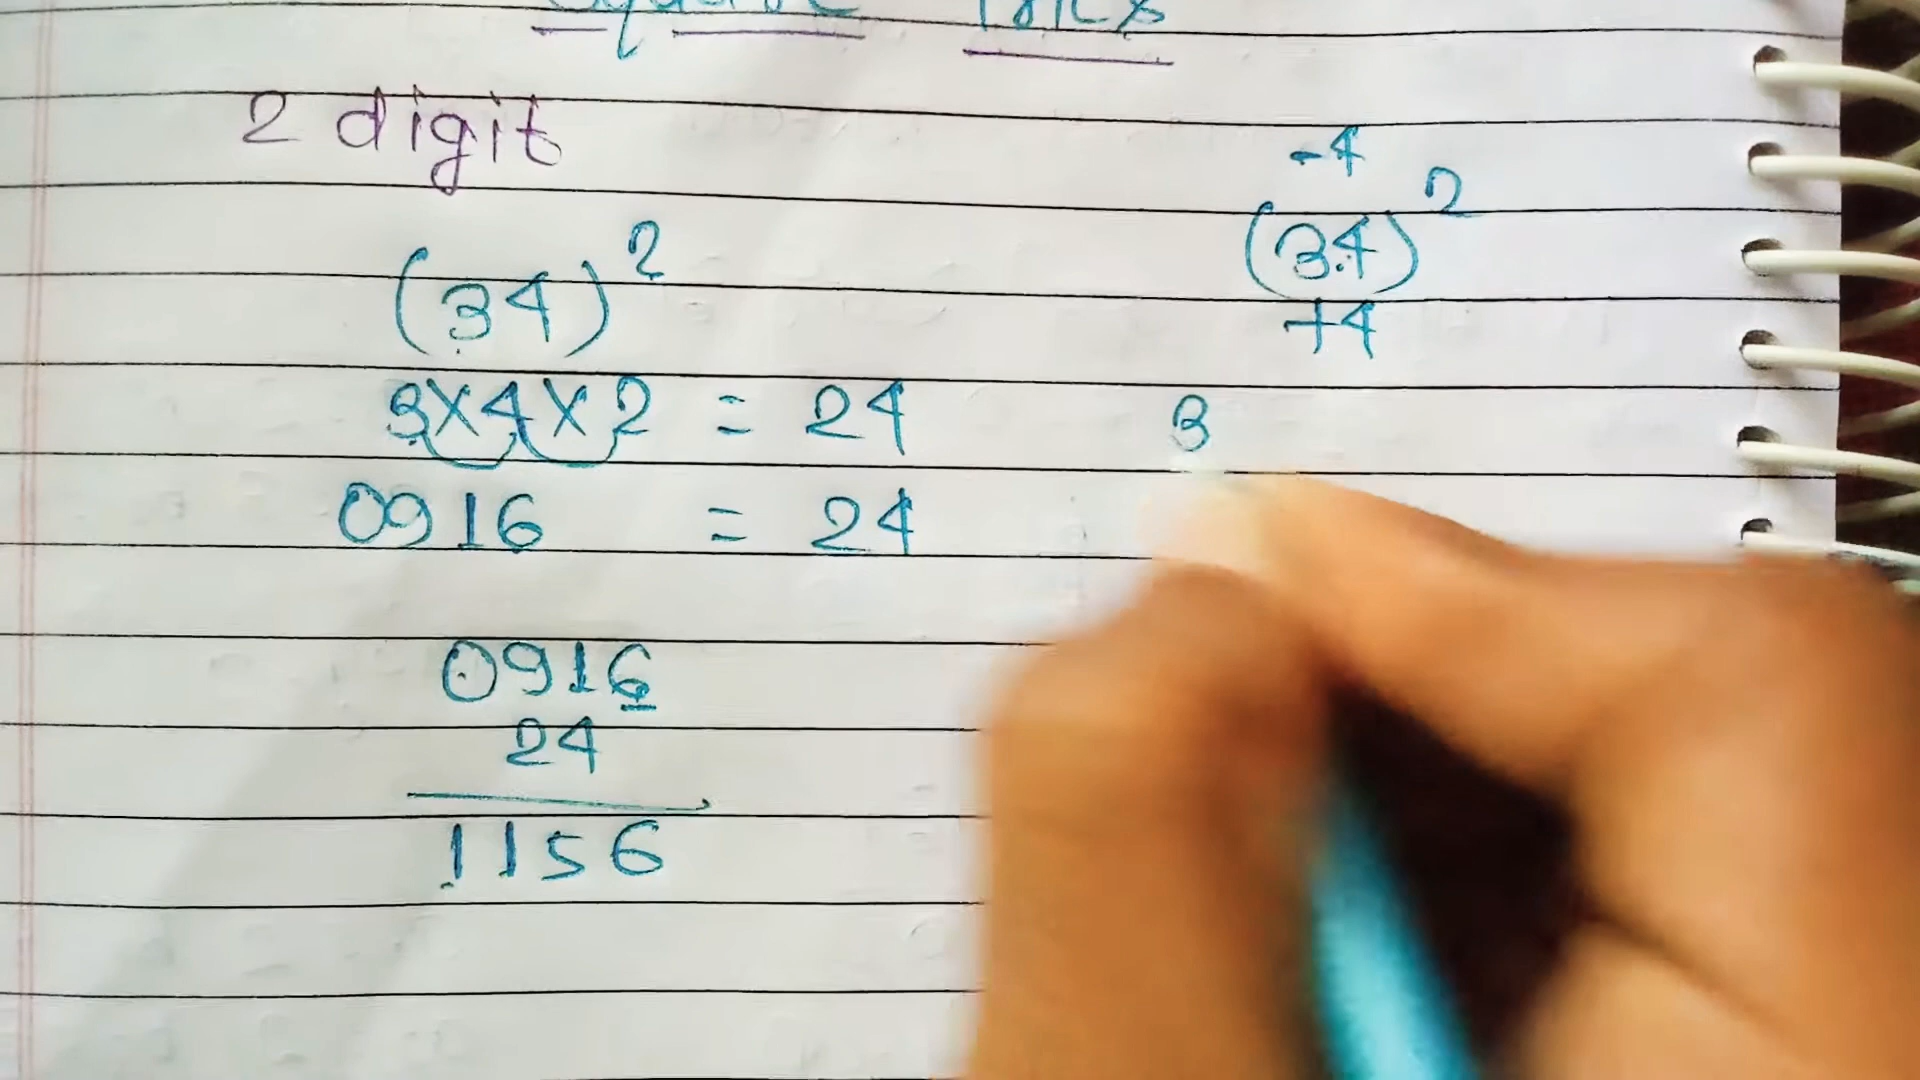 2 digit
(34)²
3×4×2 = 24
0916 = 24
0916
24
1156
-4
(34)²
+4
3